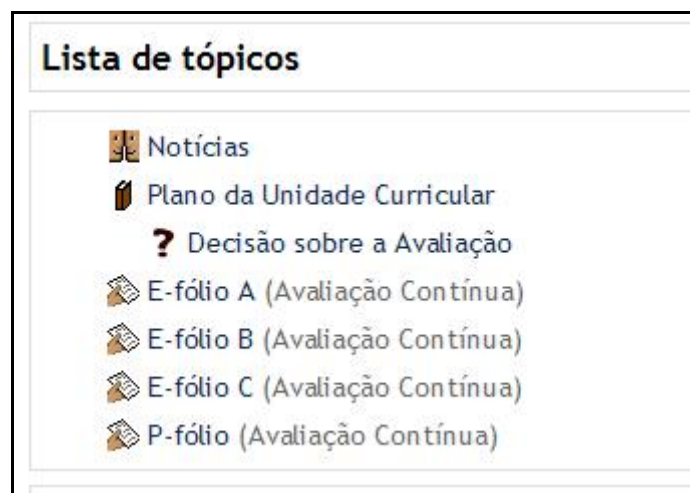 Lista de tópicos
Notícias
Plano da Unidade Curricular
? Decisão sobre a Avaliação
E-fólio A (Avaliação Contínua)
E-fólio B (Avaliação Contínua)
E-fólio C (Avaliação Contínua)
P-fólio (Avaliação Contínua)